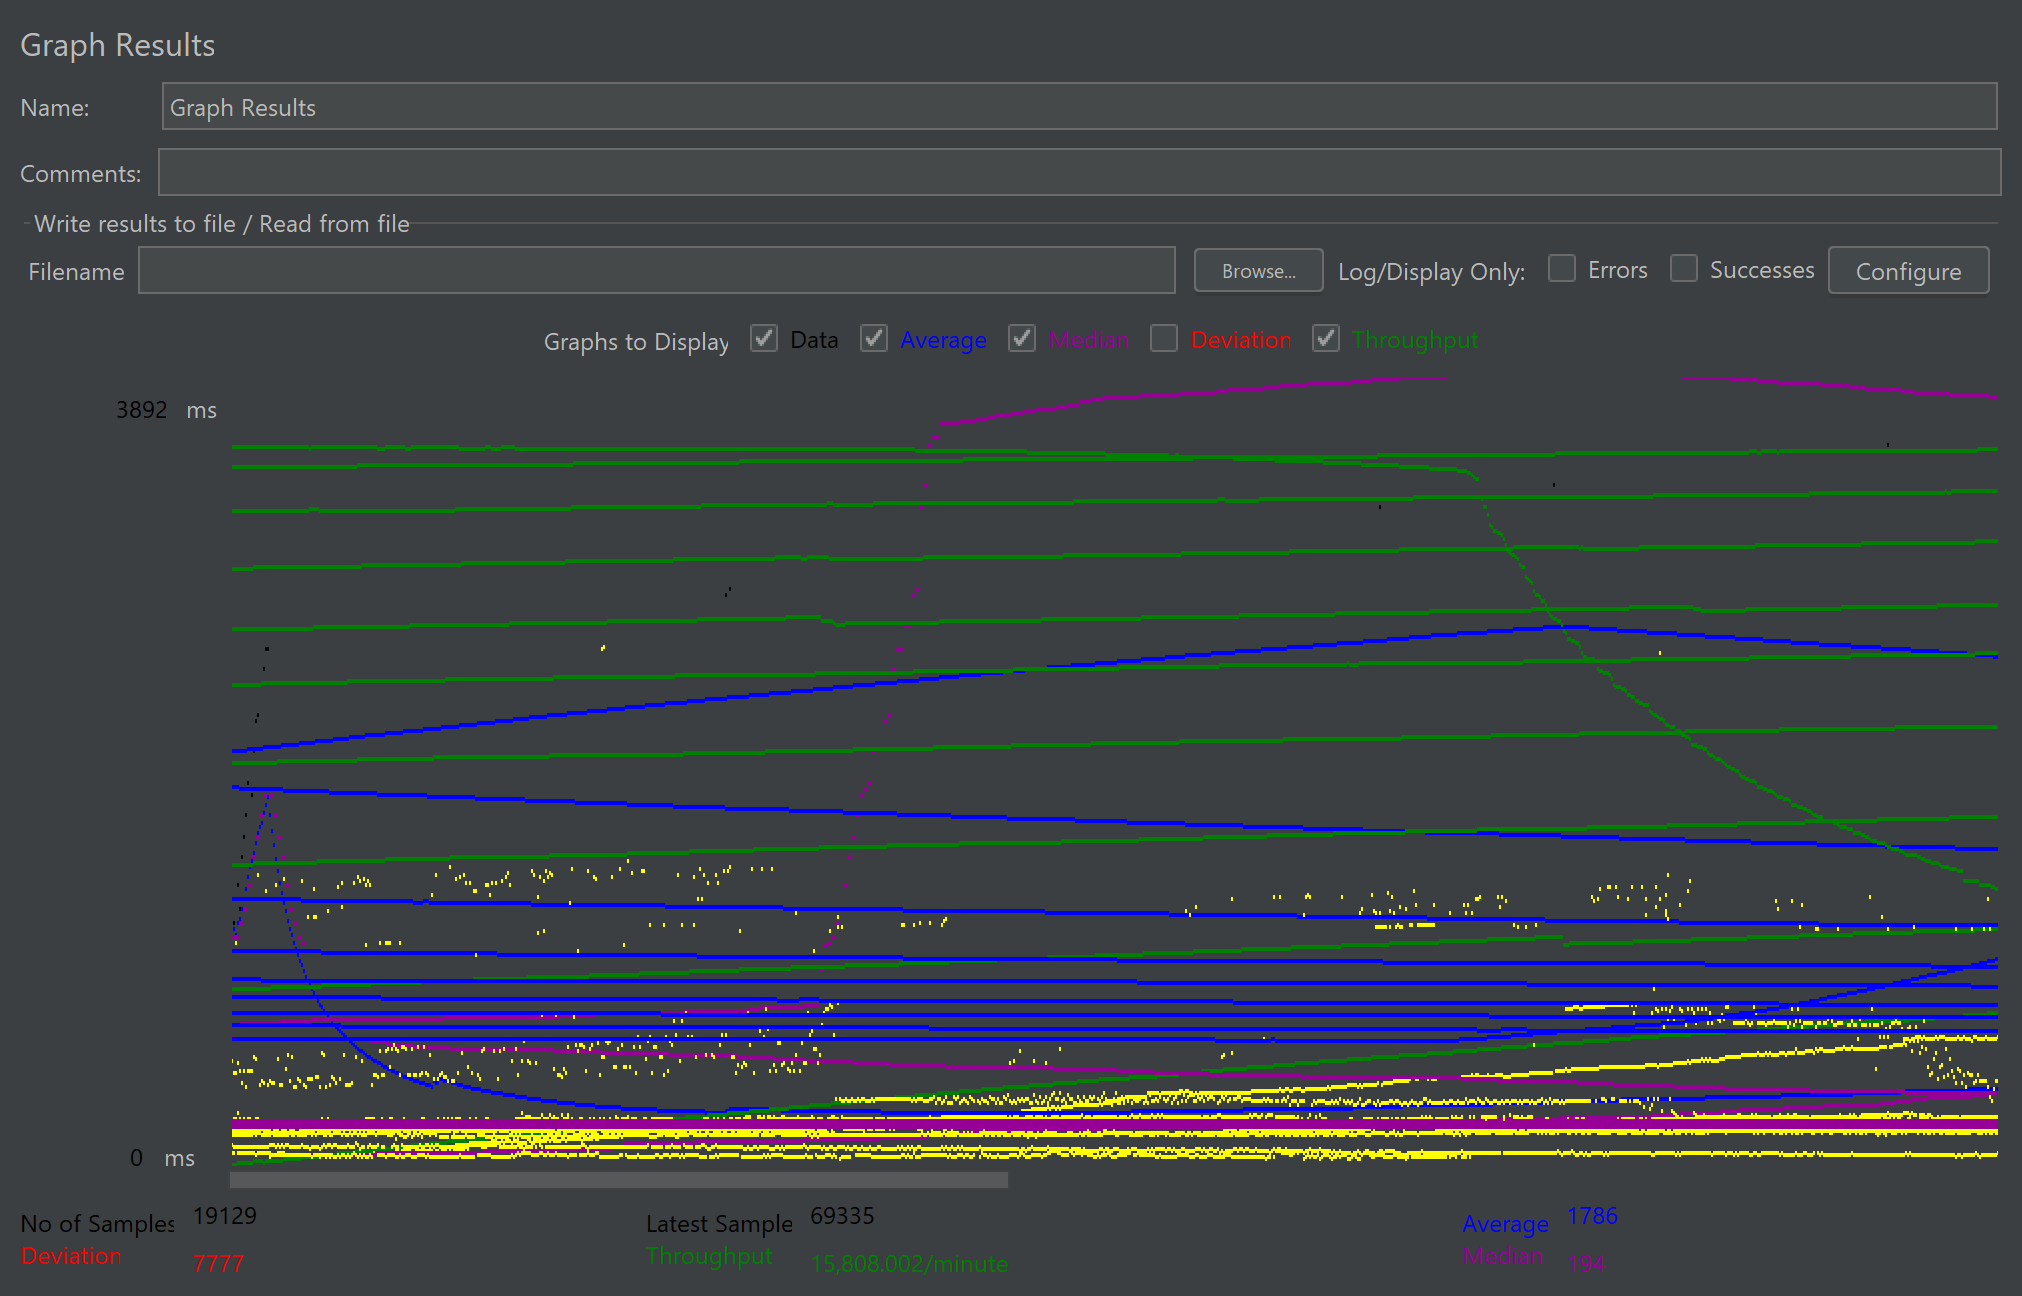 Graph Results
Name: Graph Results
Comments:
Write results to file / Read from file
Filename Browse... Log/Display Only: Errors Successes Configure
Graphs to Display Data Average Median Deviation Throughput
3892 ms
0 ms
No of Samples 19129 Latest Sample 69335 Average 1786
Deviation 7777 Throughput 15,808.002/minute Median 194